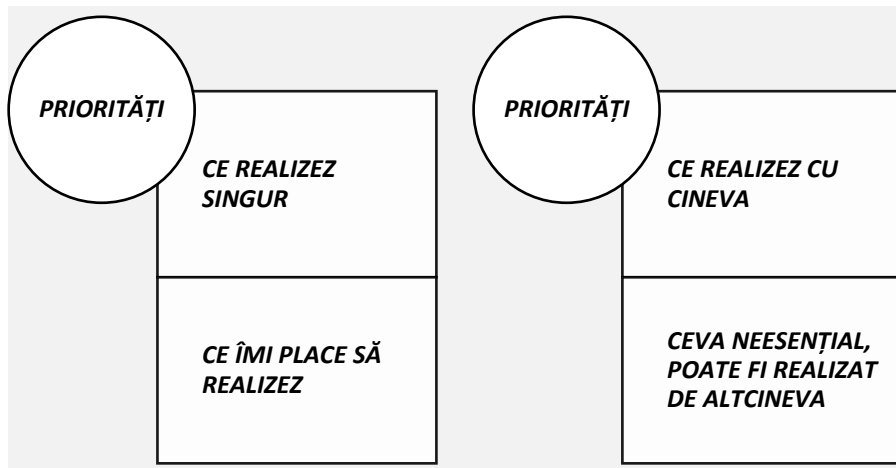 PRIORITĂȚI
CE REALIZEZ
SINGUR
CE ÎMI PLACE SĂ
REALIZEZ
PRIORITĂȚI
CE REALIZEZ CU
CINEVA
CEVA NEESENȚIAL,
POATE FI REALIZAT
DE ALTCINEVA